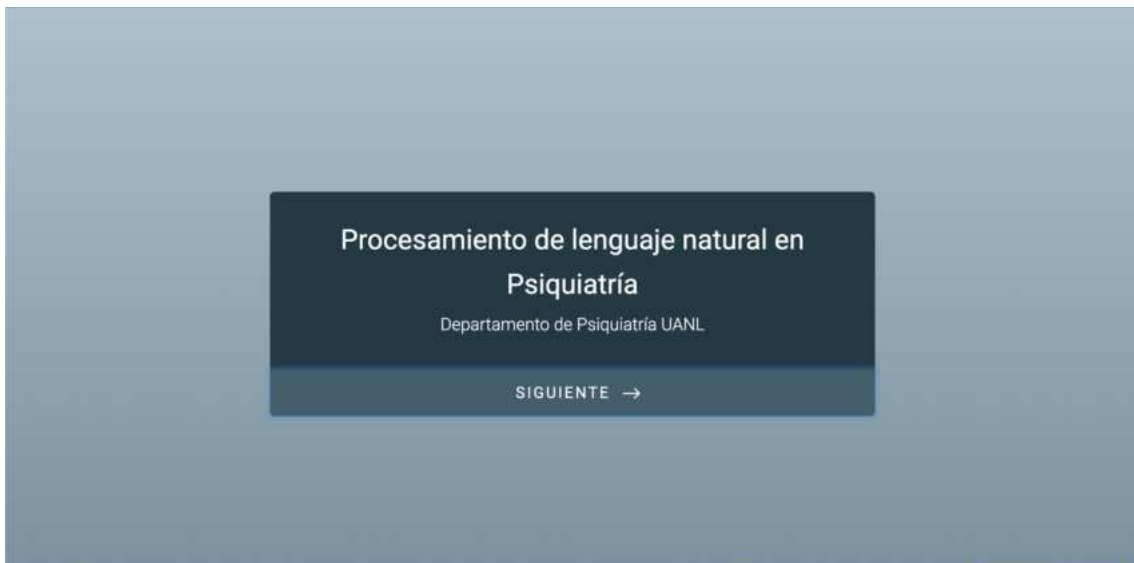 Procesamiento de lenguaje natural en
Psiquiatría
Departamento de Psiquiatría UANL
SIGUIENTE →